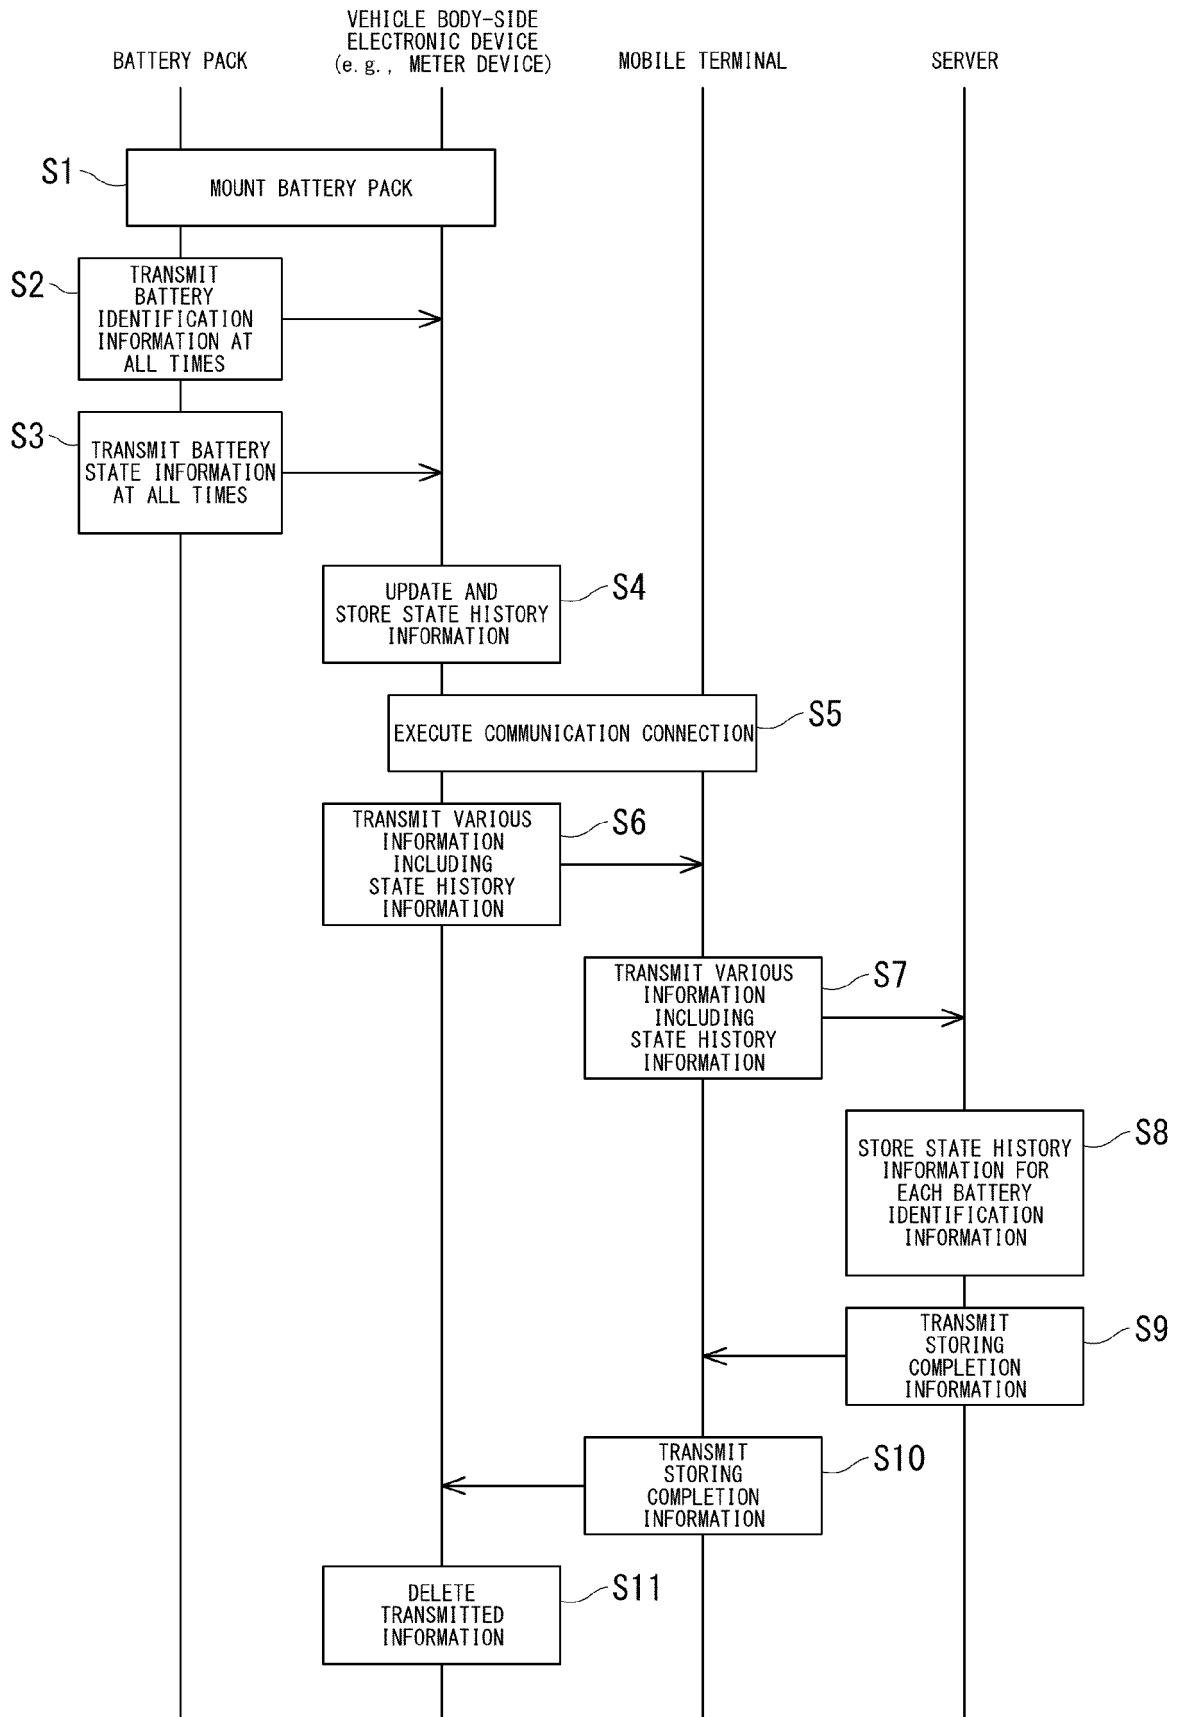 VEHICLE BODY-SIDE
ELECTRONIC DEVICE
(e.g., METER DEVICE)
BATTERY PACK
MOBILE TERMINAL
SERVER
S1
MOUNT BATTERY PACK
S2
TRANSMIT
BATTERY
IDENTIFICATION
INFORMATION AT
ALL TIMES
S3
TRANSMIT BATTERY
STATE INFORMATION
AT ALL TIMES
UPDATE AND
STORE STATE HISTORY
INFORMATION
S4
EXECUTE COMMUNICATION CONNECTION
S5
TRANSMIT VARIOUS
INFORMATION
INCLUDING
STATE HISTORY
INFORMATION
S6
TRANSMIT VARIOUS
INFORMATION
INCLUDING
STATE HISTORY
INFORMATION
S7
STORE STATE HISTORY
INFORMATION FOR
EACH BATTERY
IDENTIFICATION
INFORMATION
S8
TRANSMIT
STORING
COMPLETION
INFORMATION
S9
TRANSMIT
STORING
COMPLETION
INFORMATION
S10
DELETE
TRANSMITTED
INFORMATION
S11